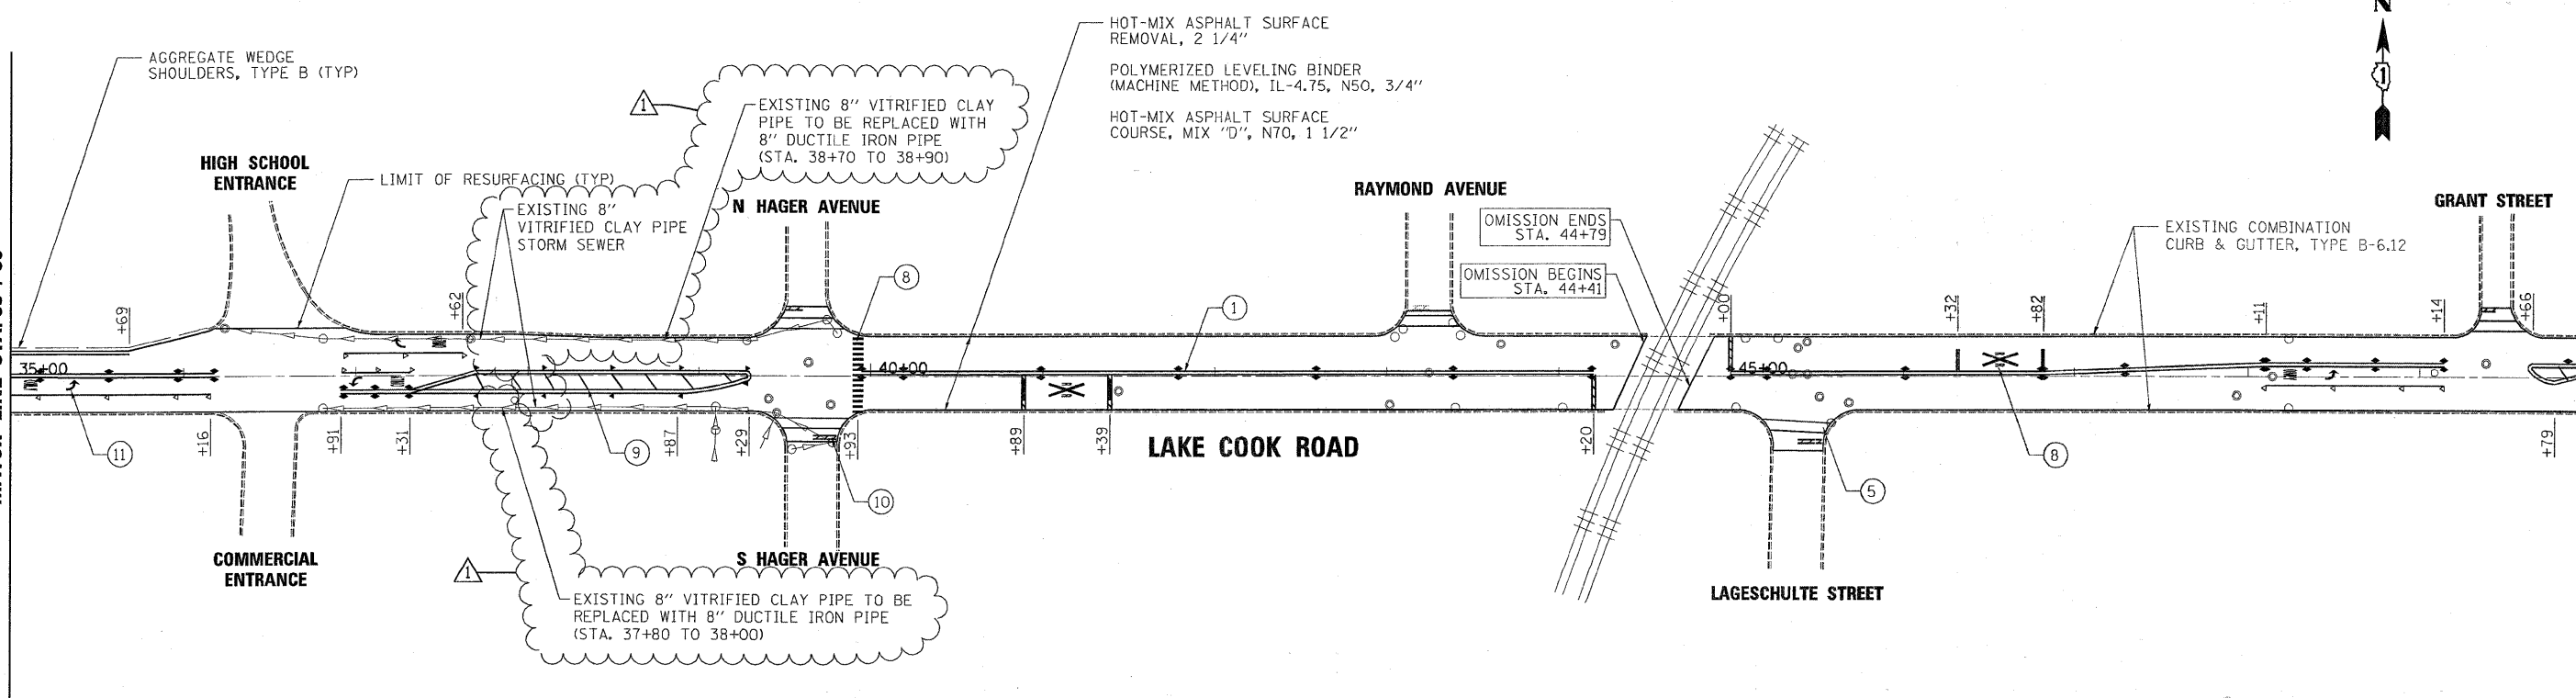 N
1
HOT-MIX ASPHALT SURFACE
REMOVAL, 2 1/4"
POLYMERIZED LEVELING BINDER
(MACHINE METHOD), IL-4.75, N50, 3/4"
HOT-MIX ASPHALT SURFACE
COURSE, MIX "D", N70, 1 1/2"
AGGREGATE WEDGE
SHOULDERS, TYPE B (TYP)
1
EXISTING 8" VITRIFIED CLAY
PIPE TO BE REPLACED WITH
8" DUCTILE IRON PIPE
(STA. 38+70 TO 38+90)
HIGH SCHOOL
ENTRANCE
LIMIT OF RESURFACING (TYP)
EXISTING 8"
VITRIFIED CLAY PIPE
STORM SEWER
N HAGER AVENUE
RAYMOND AVENUE
OMISSION ENDS
STA. 44+79
OMISSION BEGINS
STA. 44+41
EXISTING COMBINATION
CURB & GUTTER, TYPE B-6.12
GRANT STREET
+69
+62
8
1
+00
+32
+82
+11
+14
+66
35+00
40+00
45+00
+16
+91
+31
+87
+29
+93
+89
+39
+20
+79
11
9
10
8
5
LAKE COOK ROAD
COMMERCIAL
ENTRANCE
S HAGER AVENUE
LAGESCHULTE STREET
1
EXISTING 8" VITRIFIED CLAY PIPE TO BE
REPLACED WITH 8" DUCTILE IRON PIPE
(STA. 37+80 TO 38+00)